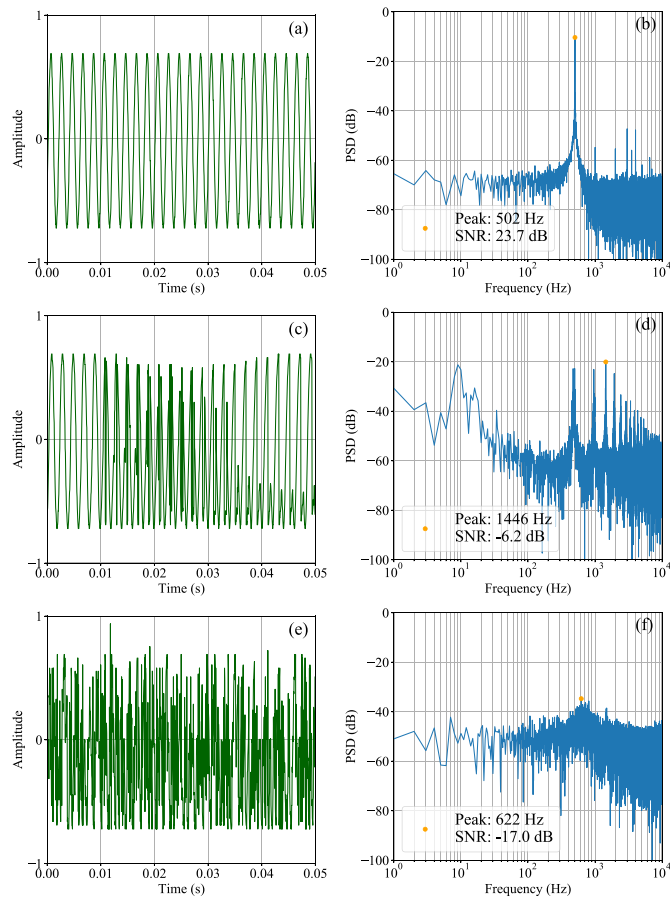 (a)
1
0
−1
Amplitude
0.00 0.01 0.02 0.03 0.04 0.05
Time (s)
(b)
0
−20
−40
−60
−80
−100
PSD (dB)
Peak: 502 Hz
SNR: 23.7 dB
10⁰ 10¹ 10² 10³ 10⁴
Frequency (Hz)
(c)
1
0
−1
Amplitude
0.00 0.01 0.02 0.03 0.04 0.05
Time (s)
(d)
0
−20
−40
−60
−80
−100
PSD (dB)
Peak: 1446 Hz
SNR: -6.2 dB
10⁰ 10¹ 10² 10³ 10⁴
Frequency (Hz)
(e)
1
0
−1
Amplitude
0.00 0.01 0.02 0.03 0.04 0.05
Time (s)
(f)
0
−20
−40
−60
−80
−100
PSD (dB)
Peak: 622 Hz
SNR: -17.0 dB
10⁰ 10¹ 10² 10³ 10⁴
Frequency (Hz)